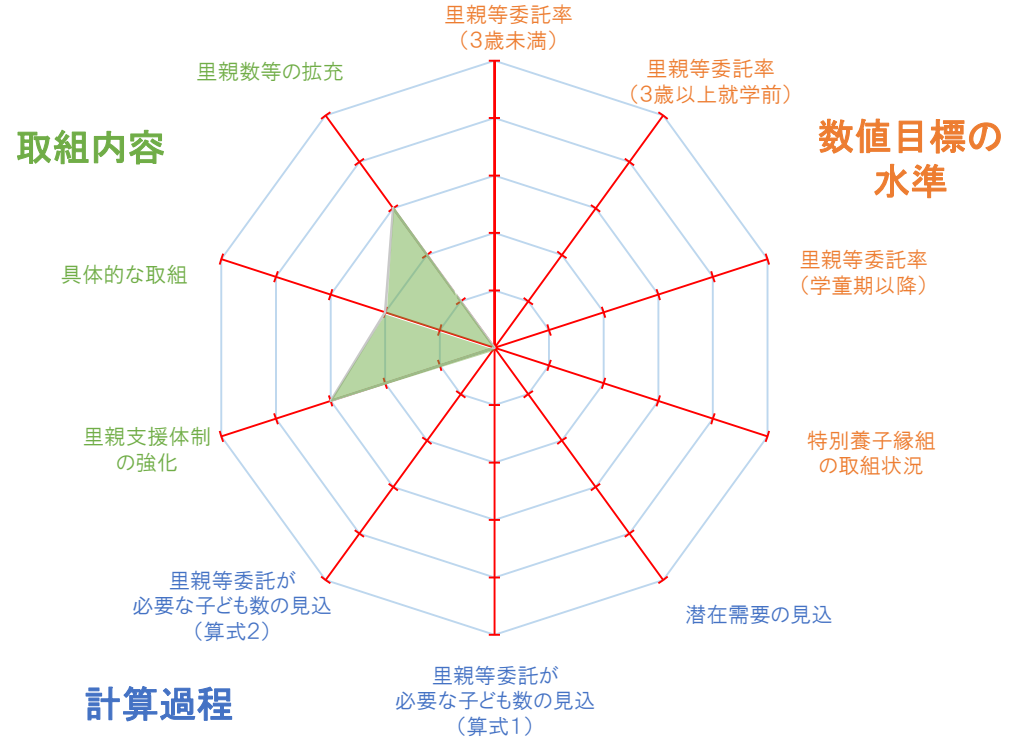 里親等委託率
（3歳未満）
里親等委託率
（3歳以上就学前）
数値目標の
水準
里親等委託率
（学童期以降）
特別養子縁組
の取組状況
潜在需要の見込
里親等委託が
必要な子ども数の見込
（算式1）
里親等委託が
必要な子ども数の見込
（算式2）
計算過程
里親支援体制
の強化
具体的な取組
取組内容
里親数等の拡充